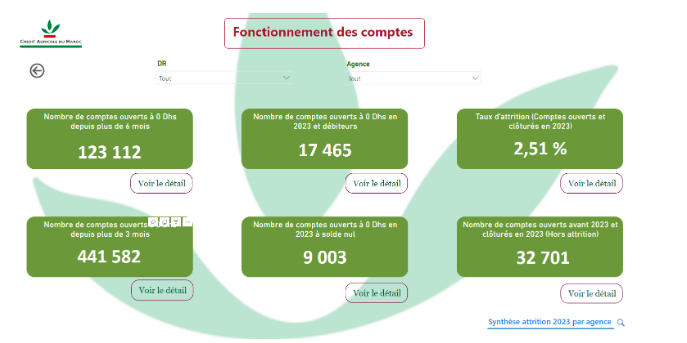 Fonctionnement des comptes
CRÉDIT AGRICOLE DU MAROC
DR
Agence
Tout
Tout
Nombre de comptes ouverts à 0 Dhs
depuis plus de 6 mois
123 112
Voir le détail
Nombre de comptes ouverts à 0 Dhs en
2023 et débiteurs
17 465
Voir le détail
Taux d'attrition (Comptes ouverts et
clôturés en 2023)
2,51 %
Voir le détail
Nombre de comptes ouverts
depuis plus de 3 mois
441 582
Voir le détail
Nombre de comptes ouverts à 0 Dhs en
2023 à solde nul
9 003
Voir le détail
Nombre de comptes ouverts avant 2023 et
clôturés en 2023 (Hors attrition)
32 701
Voir le détail
Synthèse attrition 2023 par agence